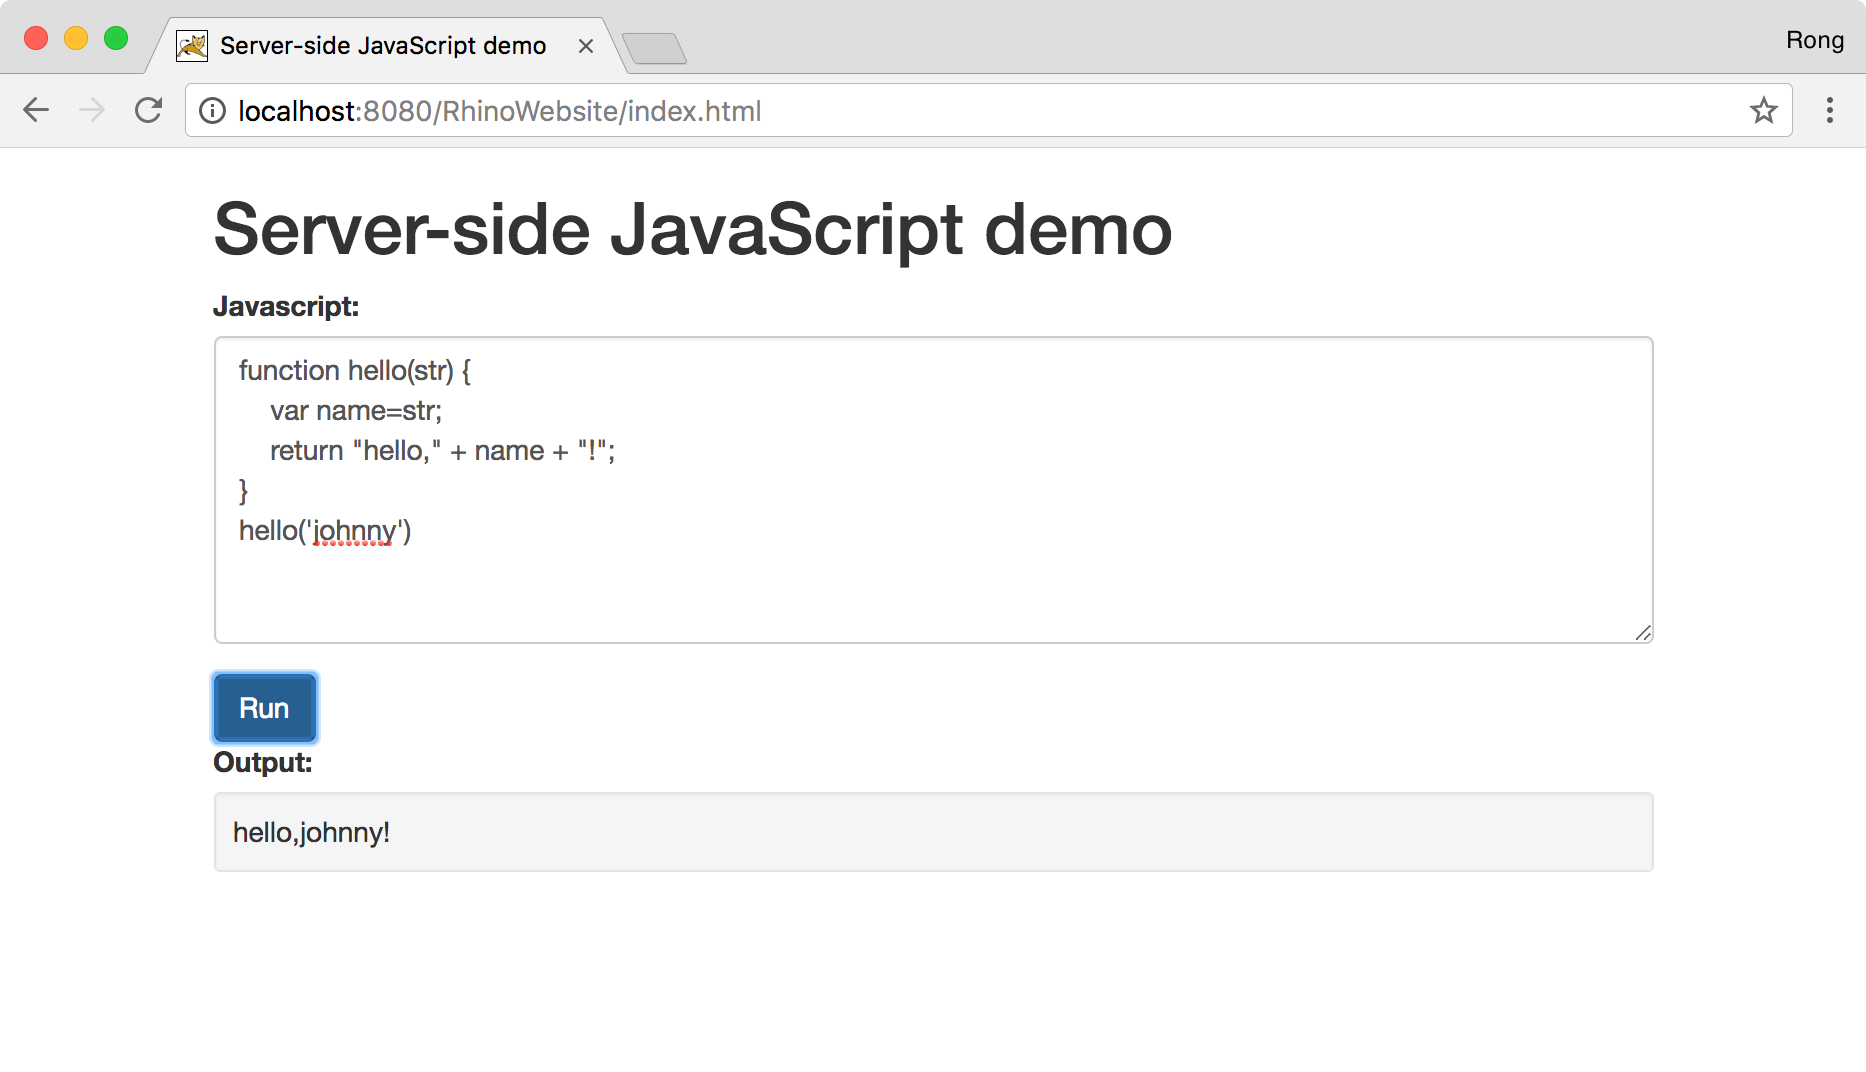 Server-side JavaScript demo
Rong
localhost:8080/RhinoWebsite/index.html
Server-side JavaScript demo
Javascript:
function hello(str) {
    var name=str;
    return "hello," + name + "!";
}
hello('johnny')
Run
Output:
hello,johnny!